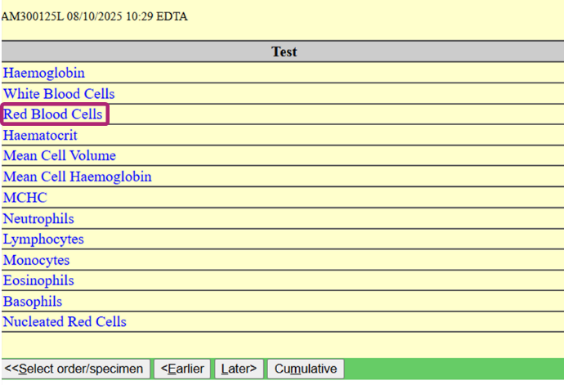 AM300125L 08/10/2025 10:29 EDTA
Test
Haemoglobin
White Blood Cells
Red Blood Cells
Haematocrit
Mean Cell Volume
Mean Cell Haemoglobin
MCHC
Neutrophils
Lymphocytes
Monocytes
Eosinophils
Basophils
Nucleated Red Cells
<<Select order/specimen <Earlier Later> Cumulative